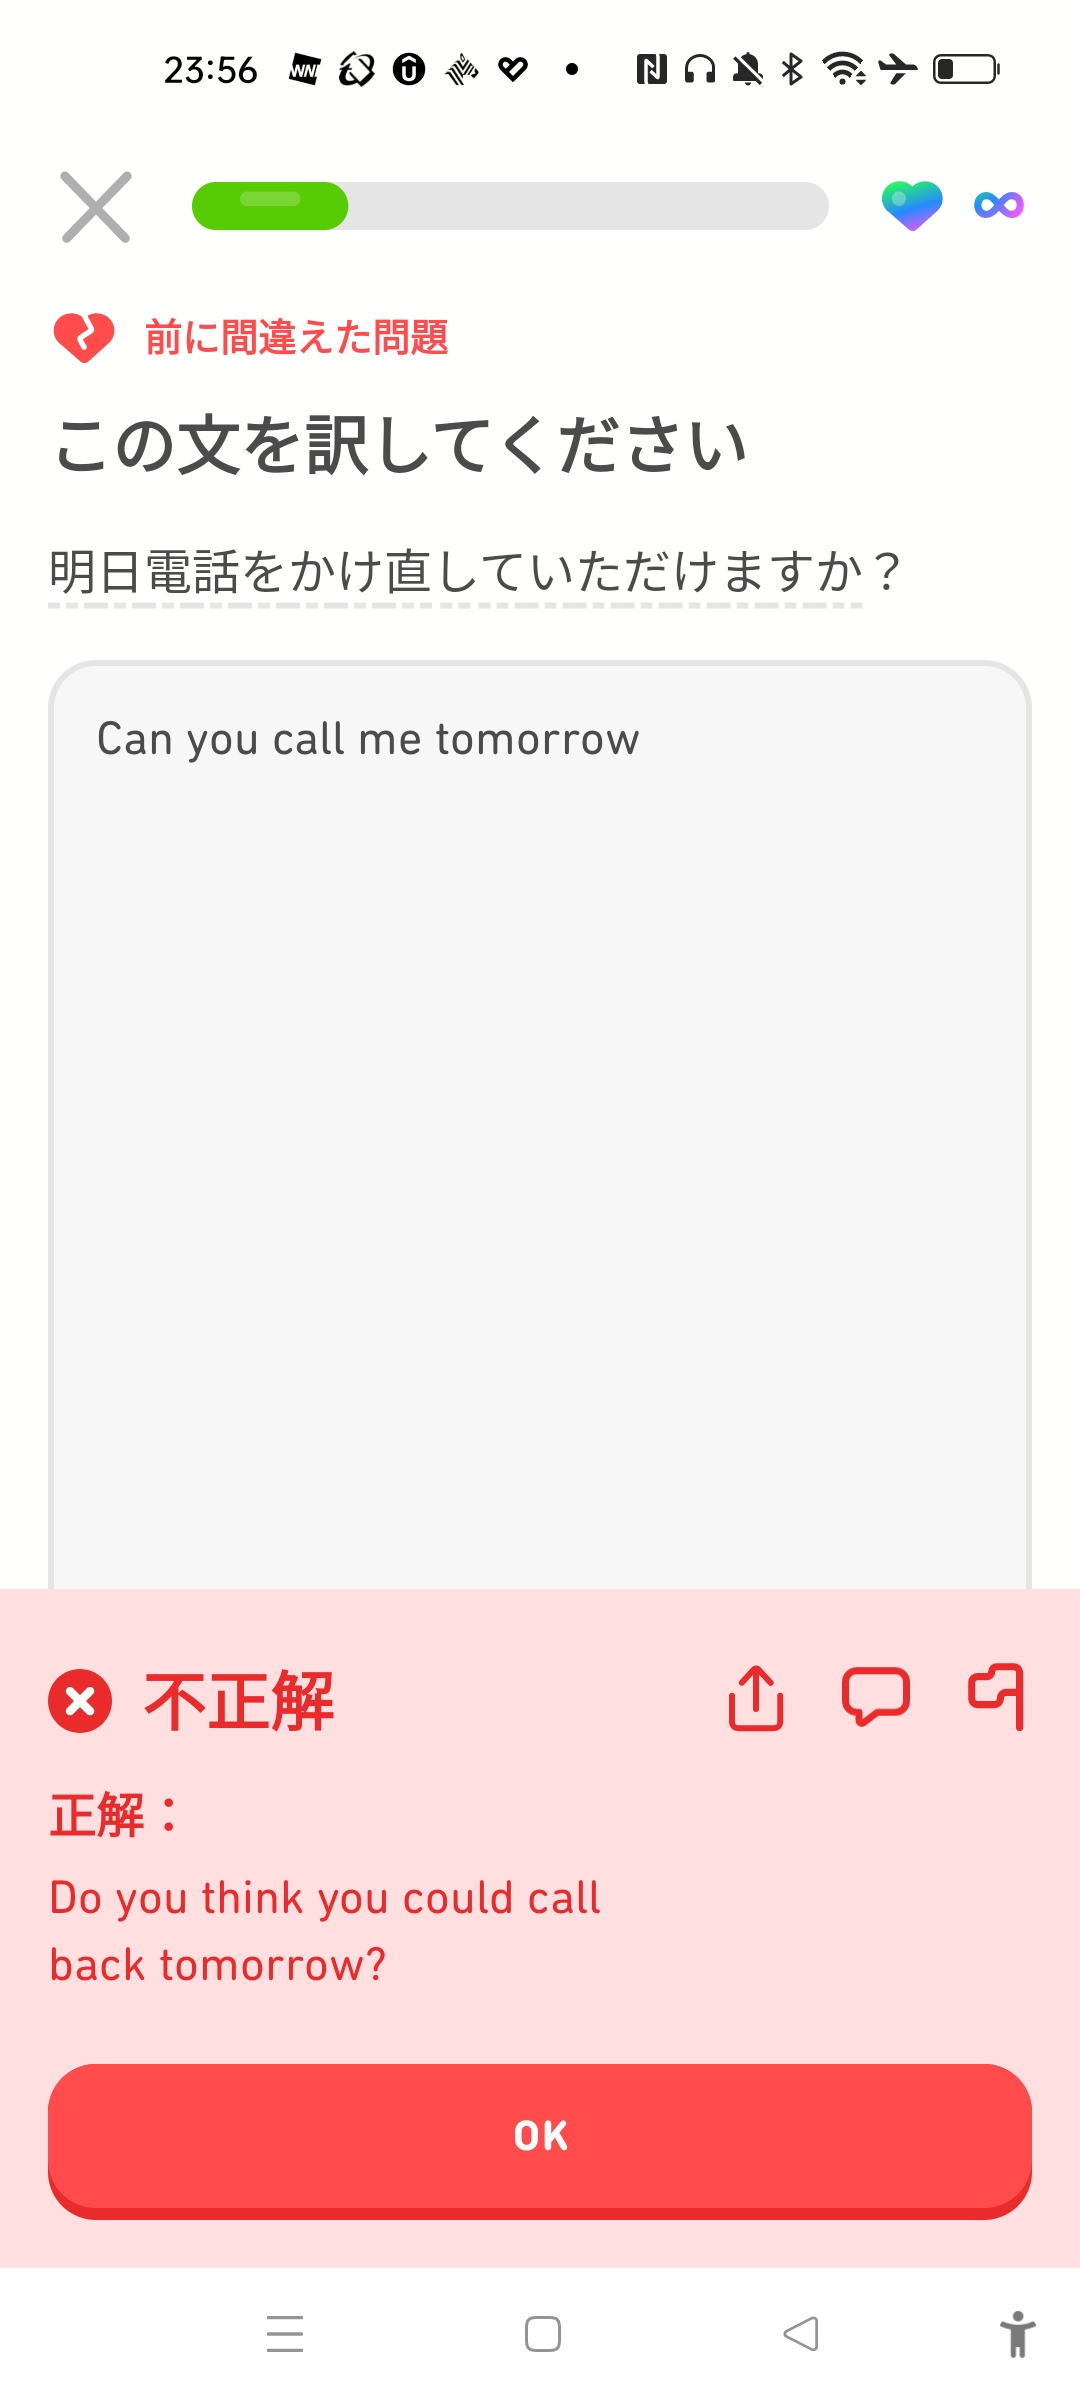 23:56
前に間違えた問題
この文を訳してください
明日電話をかけ直していただけますか？
Can you call me tomorrow
不正解
正解：
Do you think you could call
back tomorrow?
OK